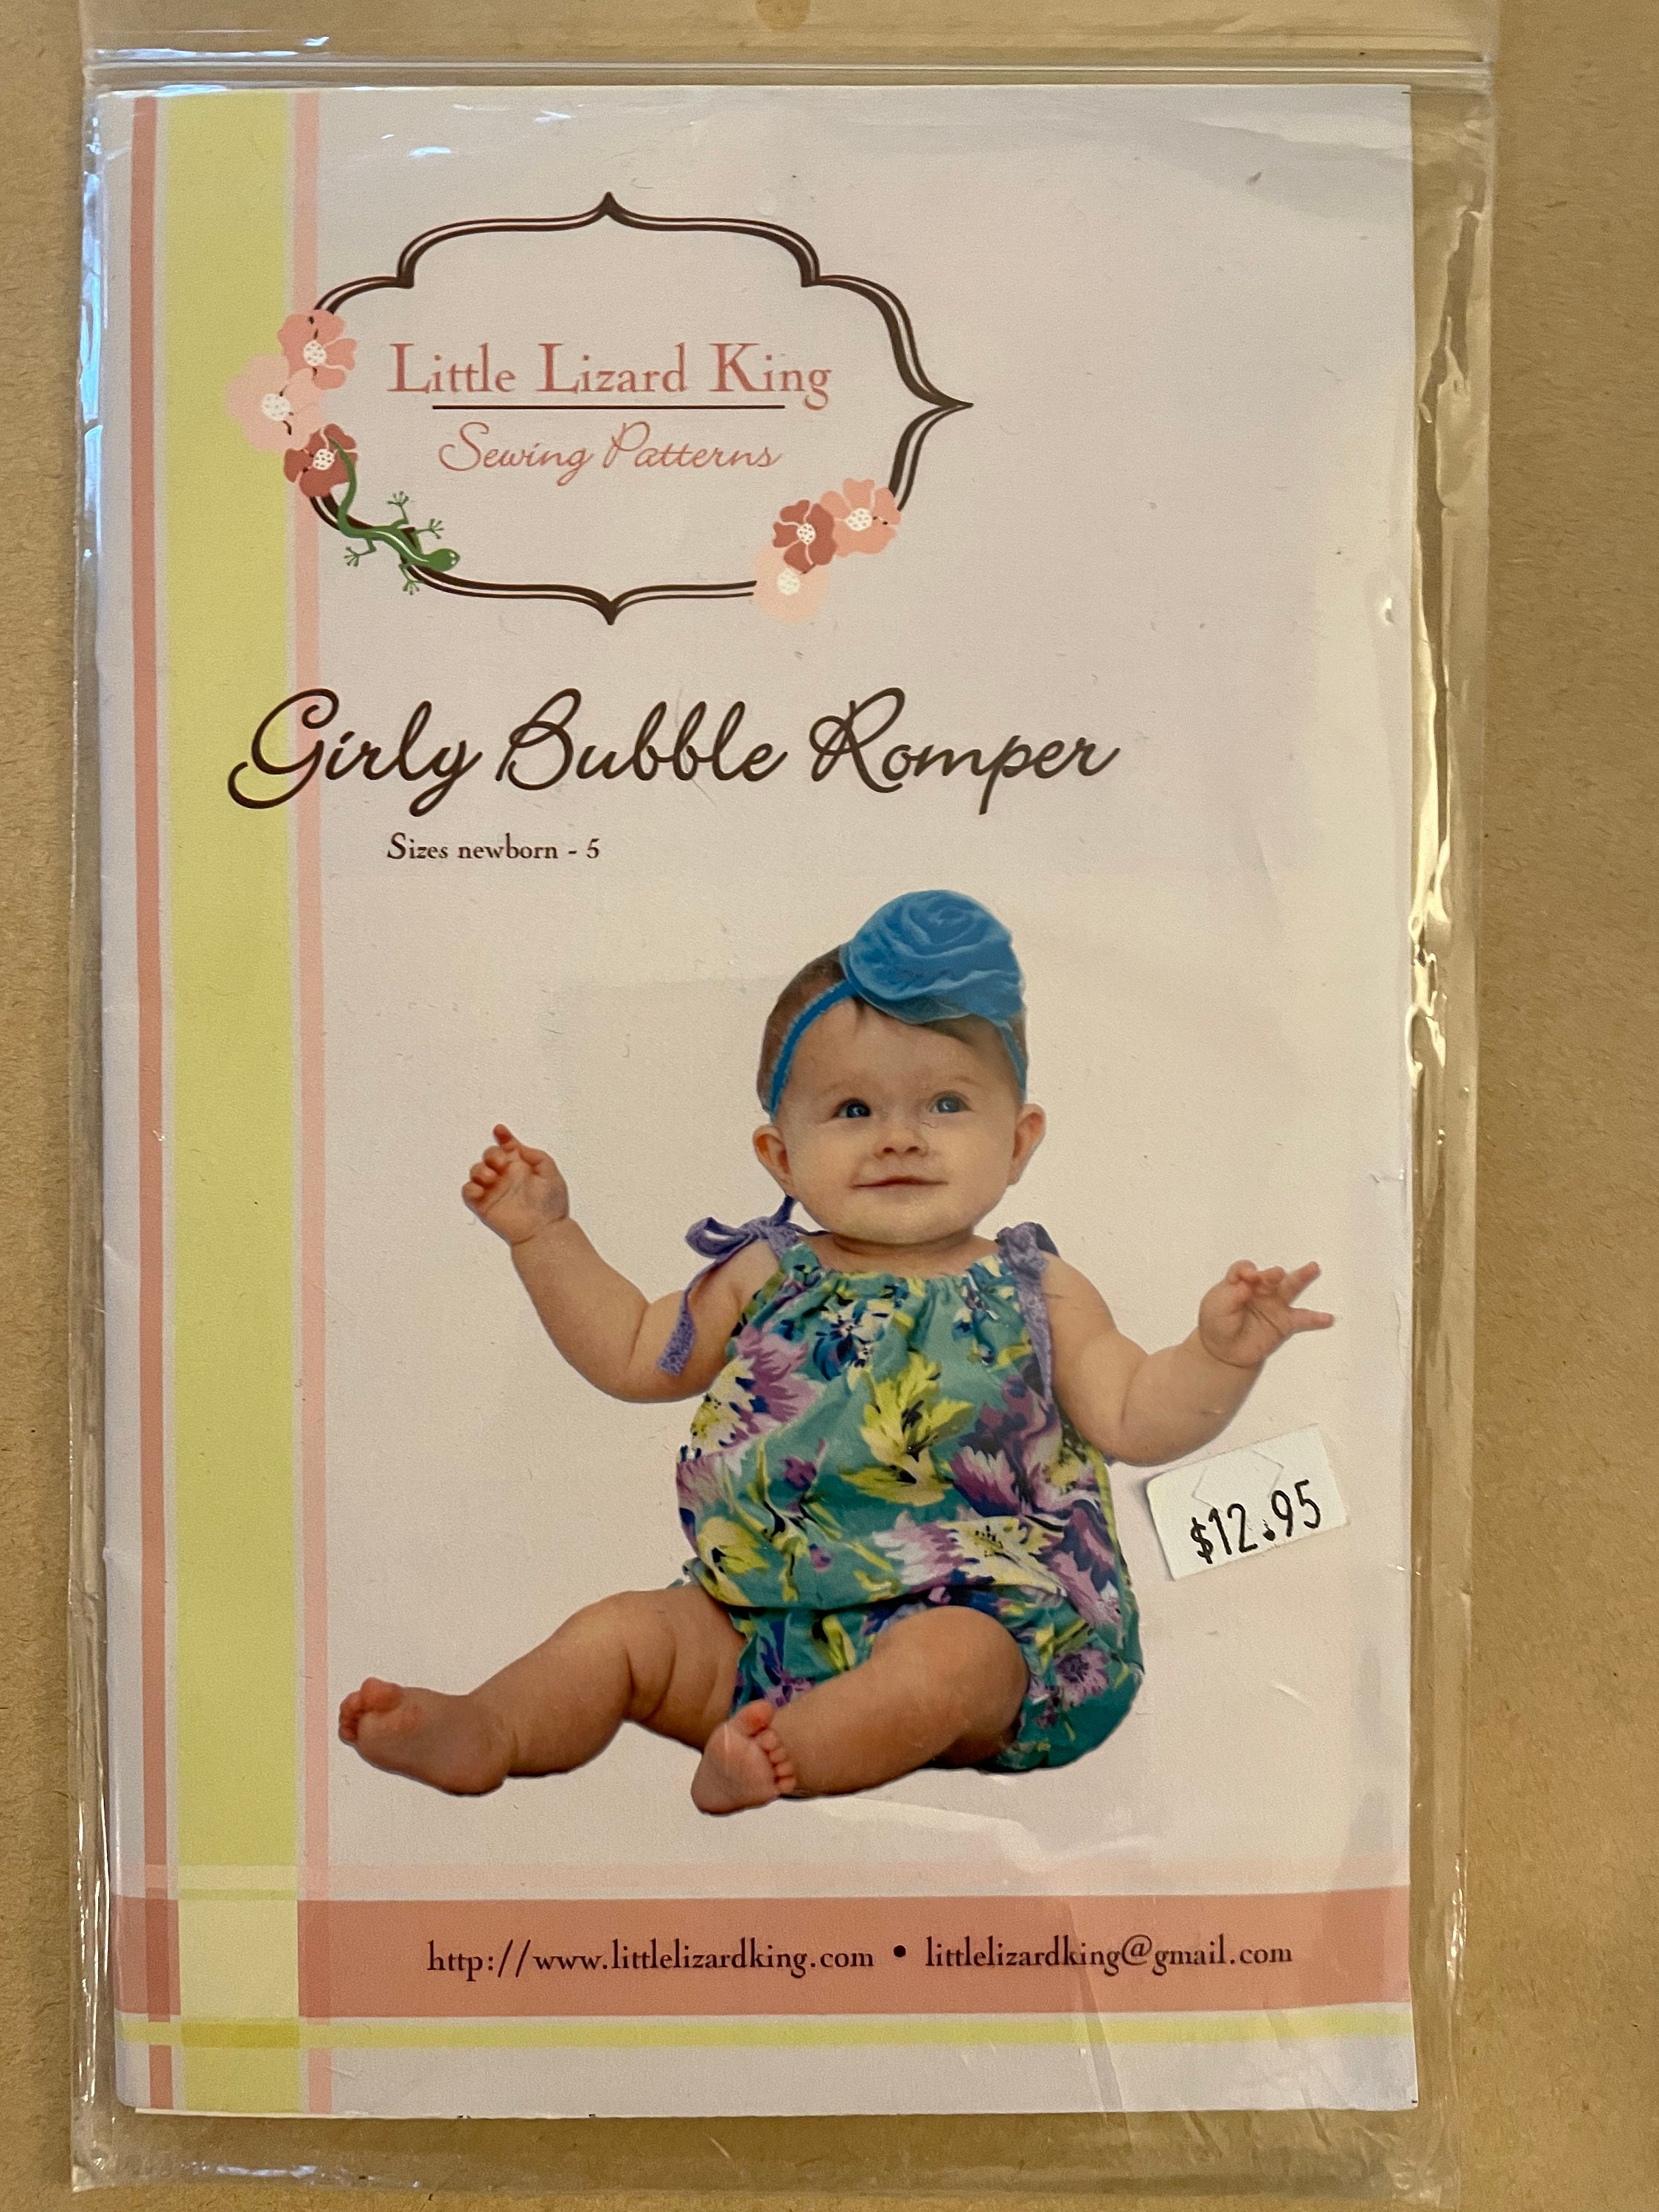 Little Lizard King
Sewing Patterns
Girly Bubble Romper
Sizes newborn - 5
$12.95
http://www.littlelizardking.com • littlelizardking@gmail.com